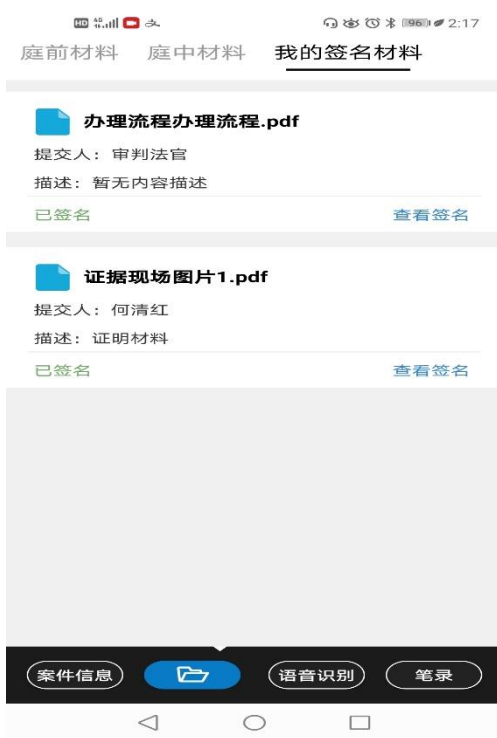 HD 4G 96 2:17
庭前材料 庭中材料 我的签名材料
办理流程办理流程.pdf
提交人：审判法官
描述：暂无内容描述
已签名 查看签名
证据现场图片1.pdf
提交人：何清红
描述：证明材料
已签名 查看签名
案件信息 语音识别 笔录